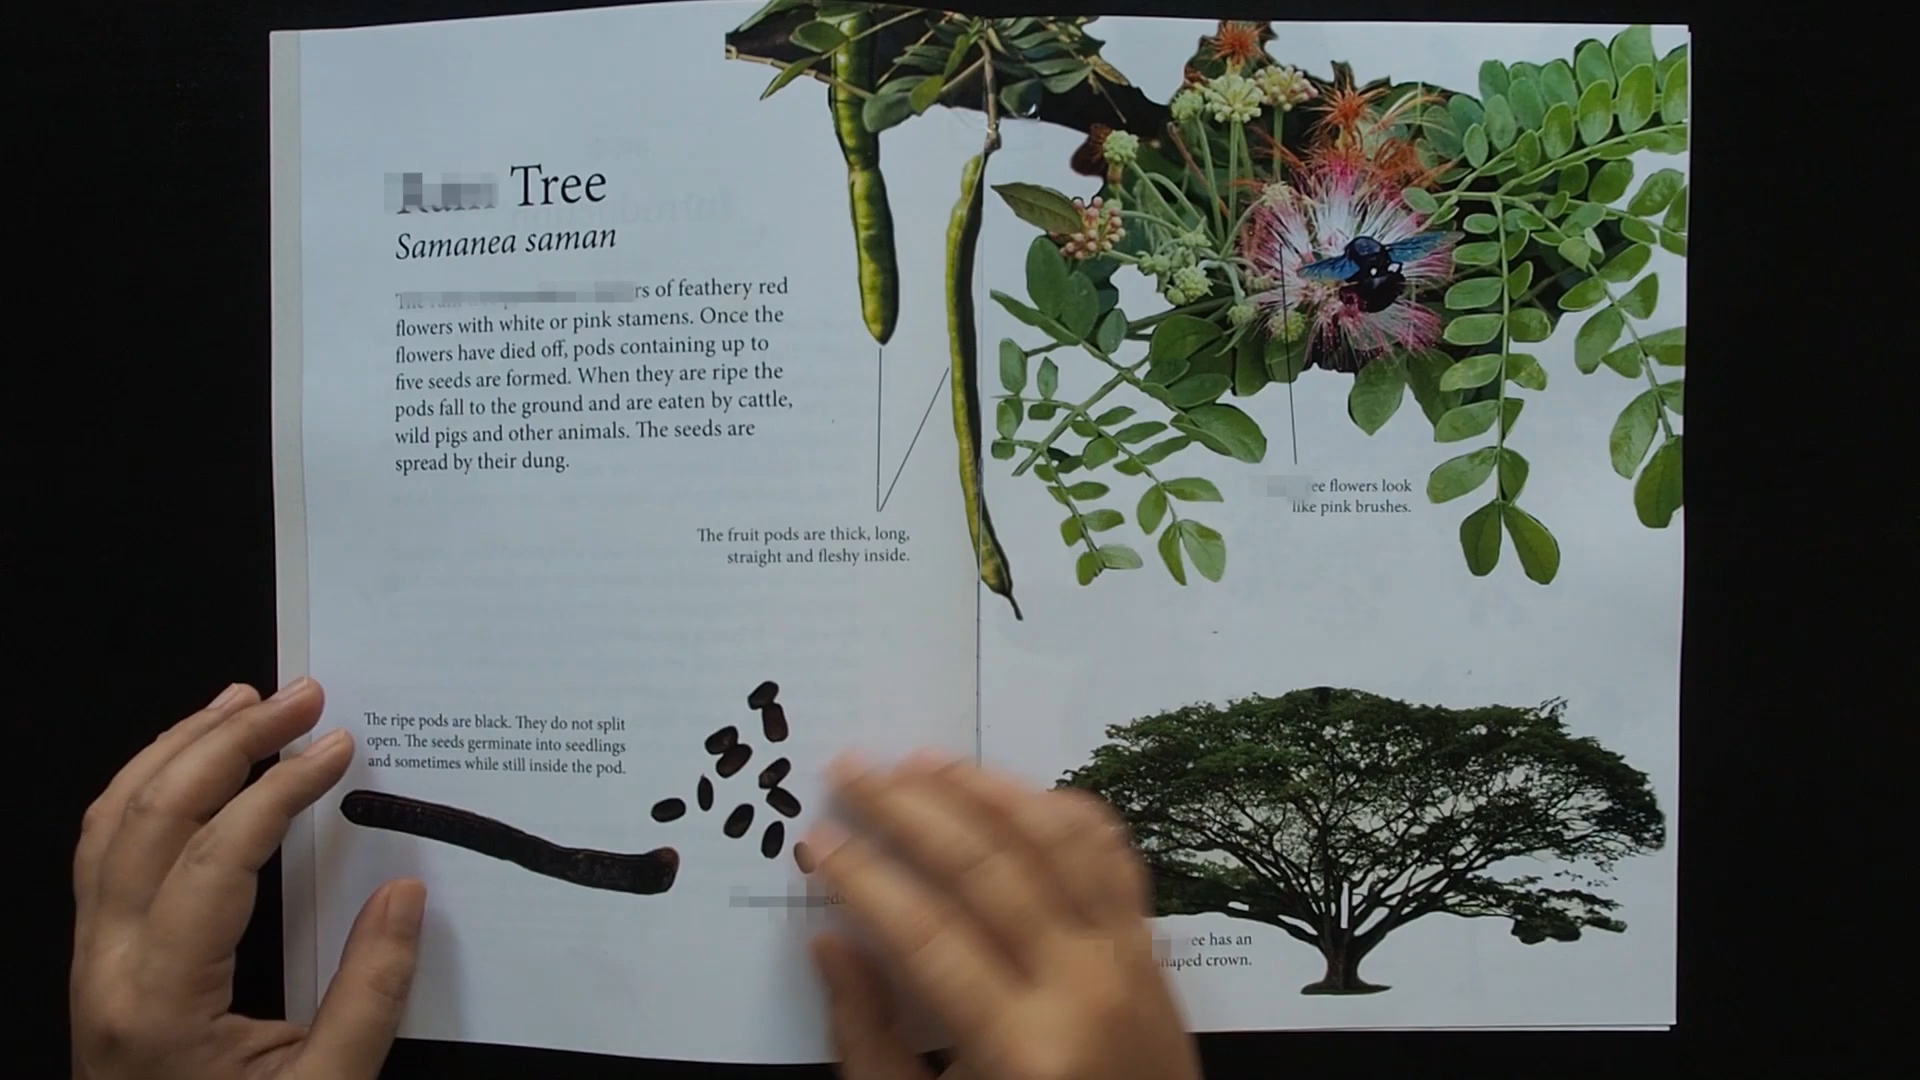 Tree
Samanea saman
of feathery red
flowers with white or pink stamens. Once the
flowers have died off, pods containing up to
five seeds are formed. When they are ripe the
pods fall to the ground and are eaten by cattle,
wild pigs and other animals. The seeds are
spread by their dung.
The fruit pods are thick, long,
straight and fleshy inside.
flowers look
like pink brushes.
The ripe pods are black. They do not split
open. The seeds germinate into seedlings
and sometimes while still inside the pod.
has an
crown.